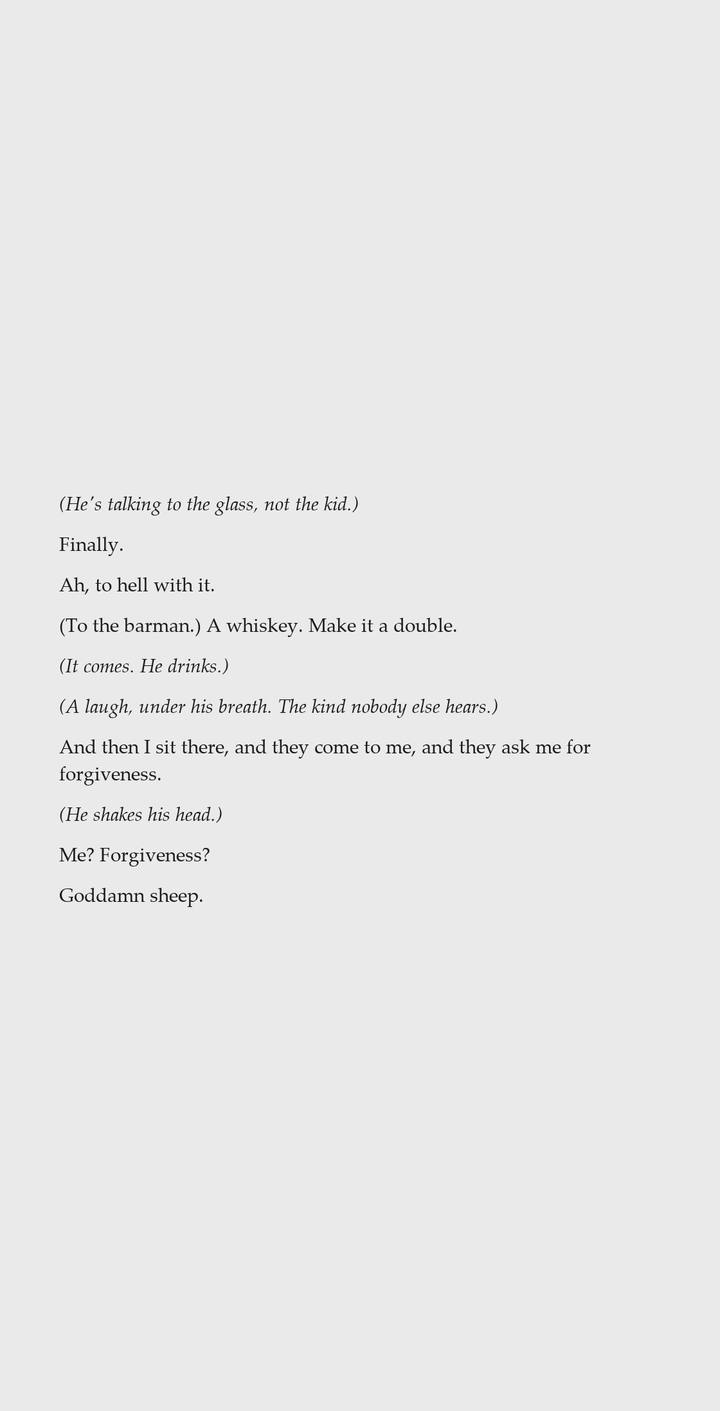 (He's talking to the glass, not the kid.)
Finally.
Ah, to hell with it.
(To the barman.) A whiskey. Make it a double.
(It comes. He drinks.)
(A laugh, under his breath. The kind nobody else hears.)
And then I sit there, and they come to me, and they ask me for
forgiveness.
(He shakes his head.)
Me? Forgiveness?
Goddamn sheep.